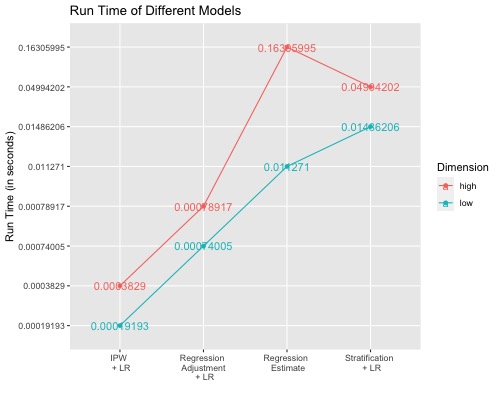 Run Time of Different Models
Run Time (in seconds)
0.16305995
0.04994202
0.01486206
0.011271
0.00078917
0.00074005
0.0003829
0.00019193
0.16305995
0.04994202
0.01486206
0.011271
0.00078917
0.00074005
0.0003829
0.00019193
IPW
+ LR
Regression
Adjustment
+ LR
Regression
Estimate
Stratification
+ LR
Dimension
high
low